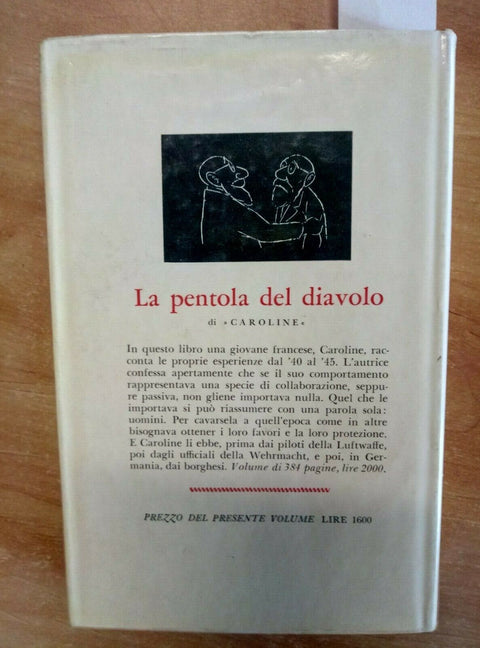 La pentola del diavolo
di »CAROLINE«
In questo libro una giovane francese, Caroline, rac-
conta le proprie esperienze dal '40 al '45. L'autrice
confessa apertamente che se il suo comportamento
rappresentava una specie di collaborazione, seppu-
re passiva, non gliene importava nulla. Quel che le
importava si può riassumere con una parola sola:
uomini. Per cavarsela a quell'epoca come in altre
bisognava ottener i loro favori e la loro protezione.
E Caroline li ebbe, prima dai piloti della Luftwaffe,
poi dagli ufficiali della Wehrmacht, e poi, in Ger-
mania, dai borghesi. Volume di 384 pagine, lire 2000.
PREZZO DEL PRESENTE VOLUME LIRE 1600